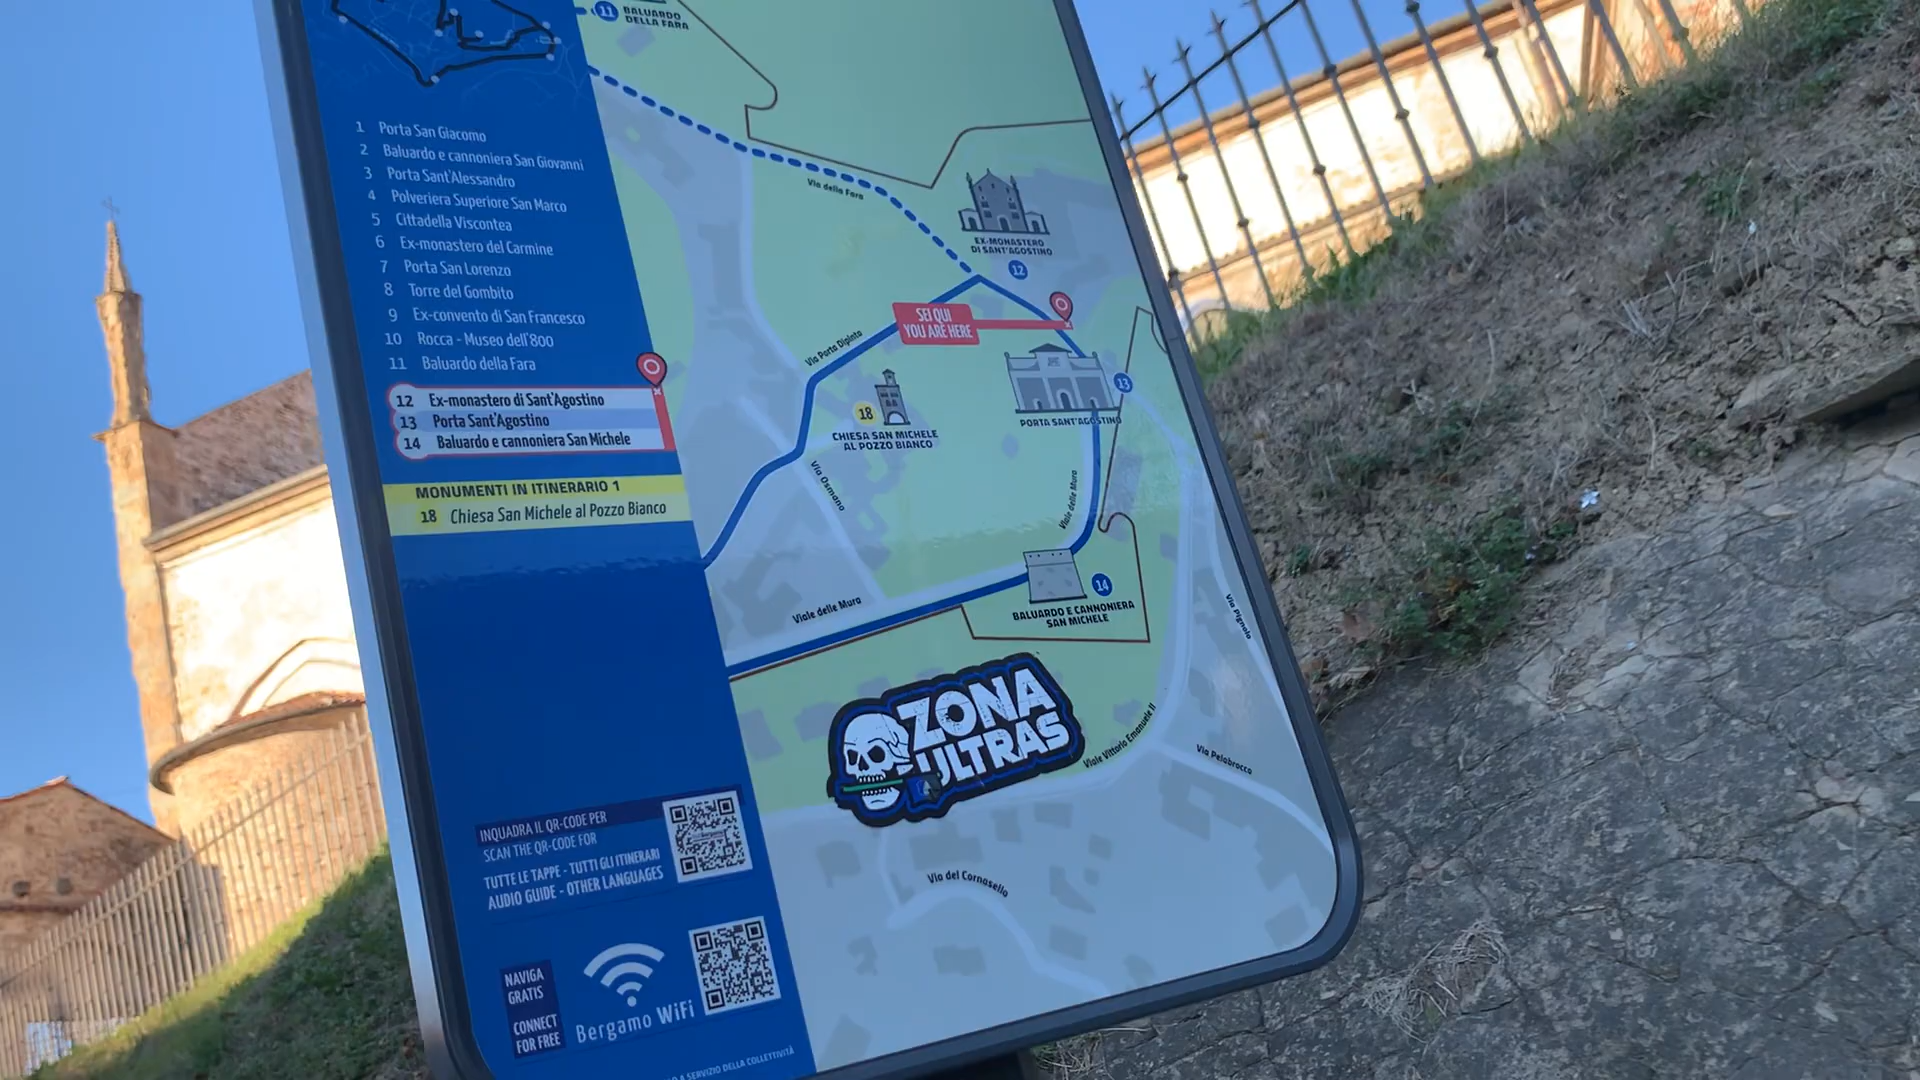 11 BALUARDO
DELLA FARA
1 Porta San Giacomo
2 Baluardo e cannoniera San Giovanni
3 Porta Sant'Alessandro
4 Polveriera Superiore San Marco
5 Cittadella Viscontea
6 Ex-monastero del Carmine
7 Porta San Lorenzo
8 Torre del Gombito
9 Ex-convento di San Francesco
10 Rocca - Museo dell'800
11 Baluardo della Fara
12 Ex-monastero di Sant'Agostino
13 Porta Sant'Agostino
14 Baluardo e cannoniera San Michele
MONUMENTI IN ITINERARIO 1
18 Chiesa San Michele al Pozzo Bianco
INQUADRA IL QR-CODE PER
SCAN THE QR-CODE FOR
TUTTE LE TAPPE - TUTTI GLI ITINERARI
AUDIO GUIDE - OTHER LANGUAGES
NAVIGA
GRATIS
CONNECT
FOR FREE
Bergamo WiFi
SERVIZIO DELLA COLLETTIVITÀ
Via della Fara
EX-MONASTERO
DI SANT'AGOSTINO
12
SEI QUI
YOU ARE HERE
Via Porta Dipinta
13
PORTA SANT'AGOSTINO
18
CHIESA SAN MICHELE
AL POZZO BIANCO
Via Osmano
Viale delle Mura
14
BALUARDO E CANNONIERA
SAN MICHELE
Viale delle Mura
Via Pignolo
ZONA
ULTRAS
Viale Vittorio Emanuele II
Via Pelabrocco
Via del Cornasello